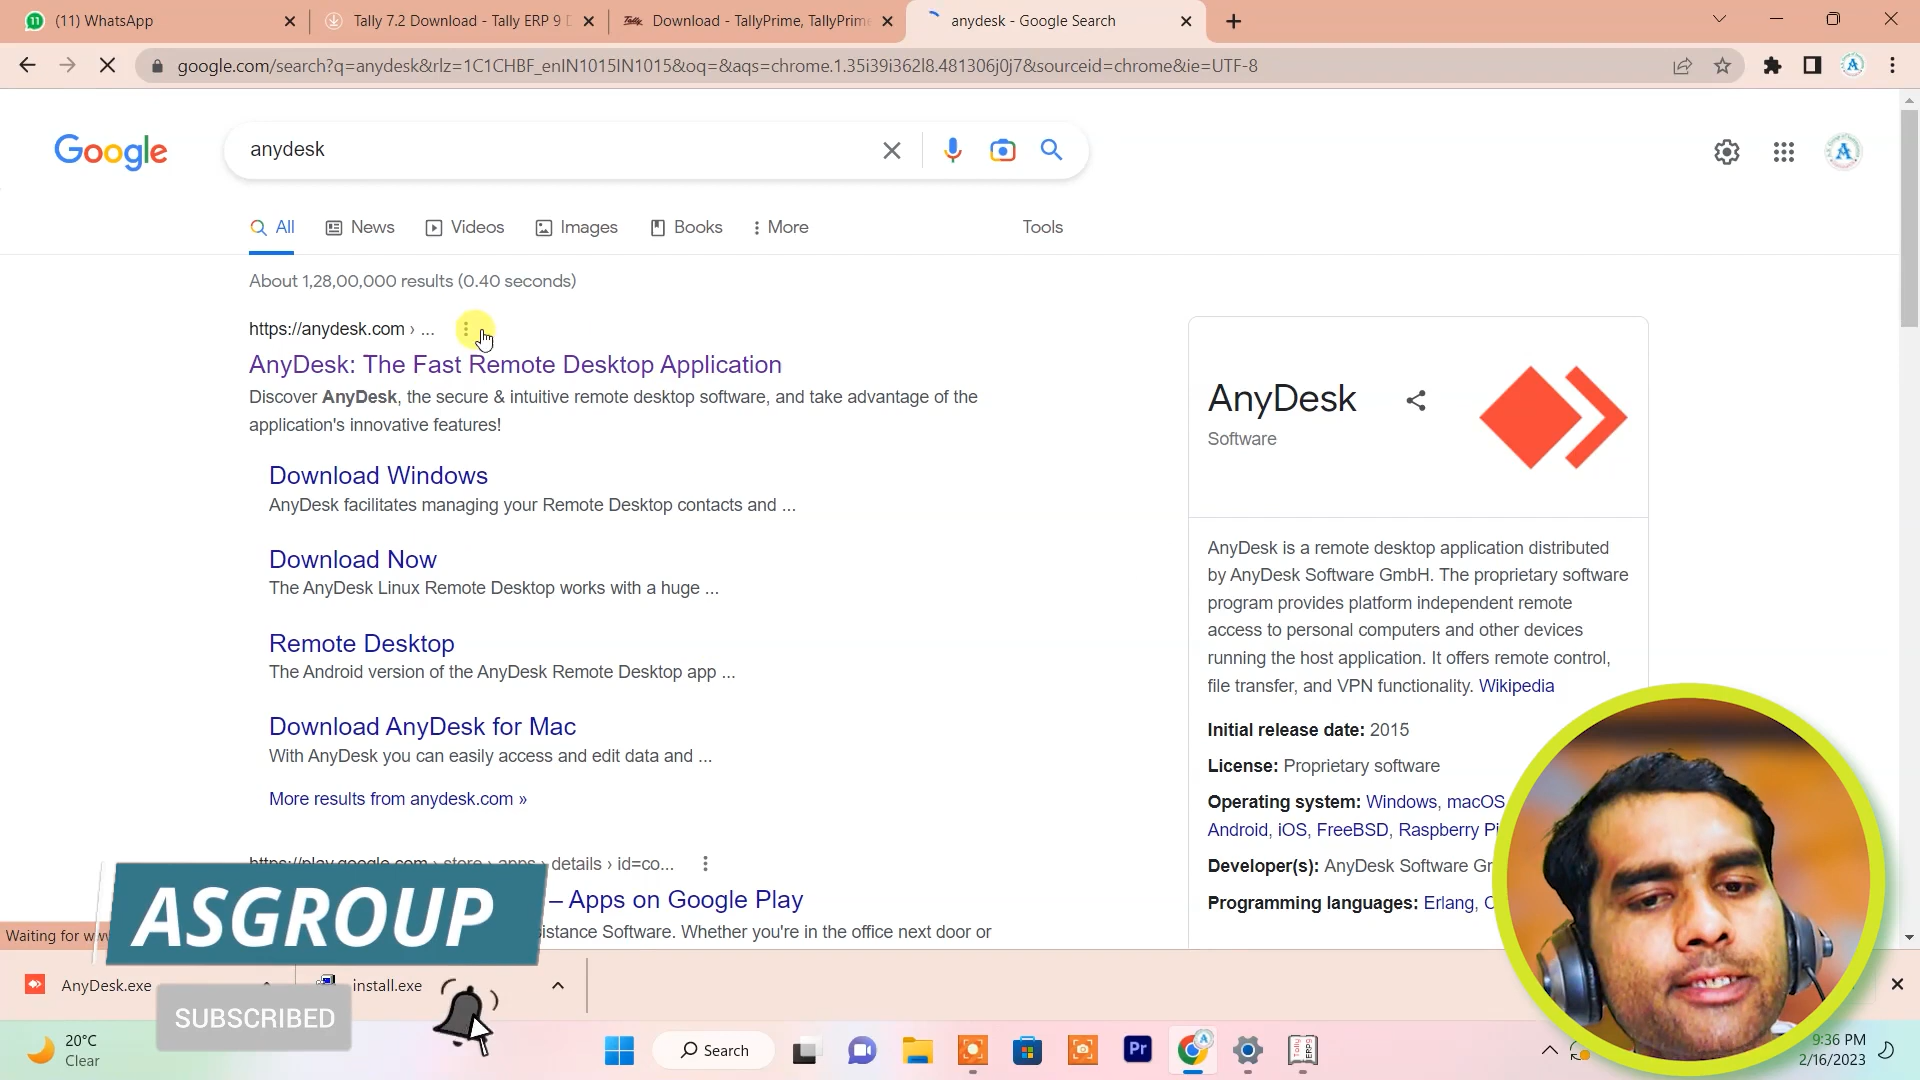 (11) WhatsApp
Tally 7.2 Download - Tally ERP 9 D
Download - TallyPrime, TallyPrime
anydesk - Google Search
google.com/search?q=anydesk&rlz=1C1CHBF_enIN1015IN1015&oq=&aqs=chrome.1.35i39i362l8.481306j0j7&sourceid=chrome&ie=UTF-8
Google
anydesk
All
News
Videos
Images
Books
More
Tools
About 1,28,00,000 results (0.40 seconds)
https://anydesk.com › ...
AnyDesk: The Fast Remote Desktop Application
Discover AnyDesk, the secure & intuitive remote desktop software, and take advantage of the
application's innovative features!
Download Windows
AnyDesk facilitates managing your Remote Desktop contacts and ...
Download Now
The AnyDesk Linux Remote Desktop works with a huge ...
Remote Desktop
The Android version of the AnyDesk Remote Desktop app ...
Download AnyDesk for Mac
With AnyDesk you can easily access and edit data and ...
More results from anydesk.com »
https://play.google.com › store › apps › details › id=co...
– Apps on Google Play
Software. Whether you're in the office next door or
AnyDesk
Software
AnyDesk is a remote desktop application distributed
by AnyDesk Software GmbH. The proprietary software
program provides platform independent remote
access to personal computers and other devices
running the host application. It offers remote control,
file transfer, and VPN functionality. Wikipedia
Initial release date: 2015
License: Proprietary software
Operating system: Windows, macOS
Android, iOS, FreeBSD, Raspberry Pi
Developer(s): AnyDesk Software
Programming languages: Erlang,
Waiting for
ASGROUP
SUBSCRIBED
AnyDesk.exe
install.exe
20°C
Clear
Search
Pr
Tally ERP9
9:36 PM
2/16/2023